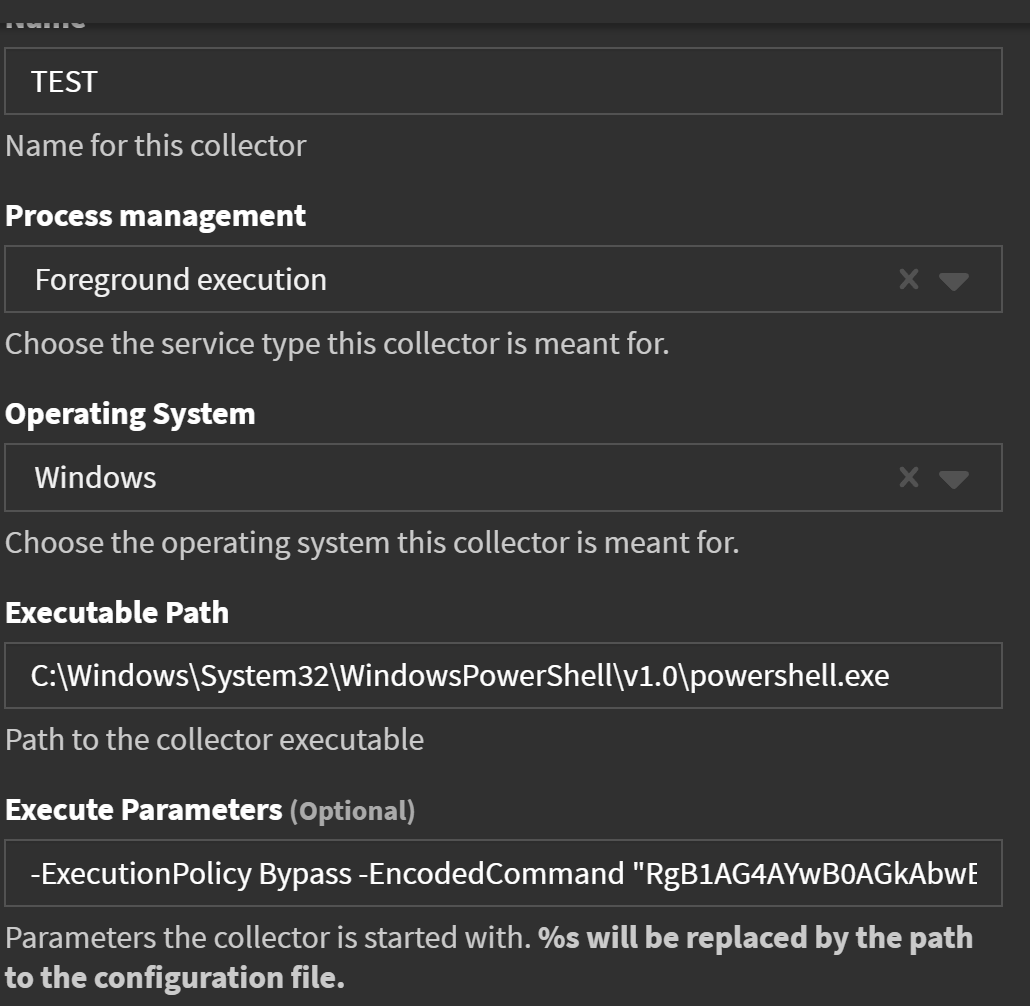 Name
TEST
Name for this collector
Process management
Foreground execution
Choose the service type this collector is meant for.
Operating System
Windows
Choose the operating system this collector is meant for.
Executable Path
C:\Windows\System32\WindowsPowerShell\v1.0\powershell.exe
Path to the collector executable
Execute Parameters (Optional)
-ExecutionPolicy Bypass -EncodedCommand "RgB1AG4AYwB0AGkAbwE
Parameters the collector is started with. %s will be replaced by the path
to the configuration file.